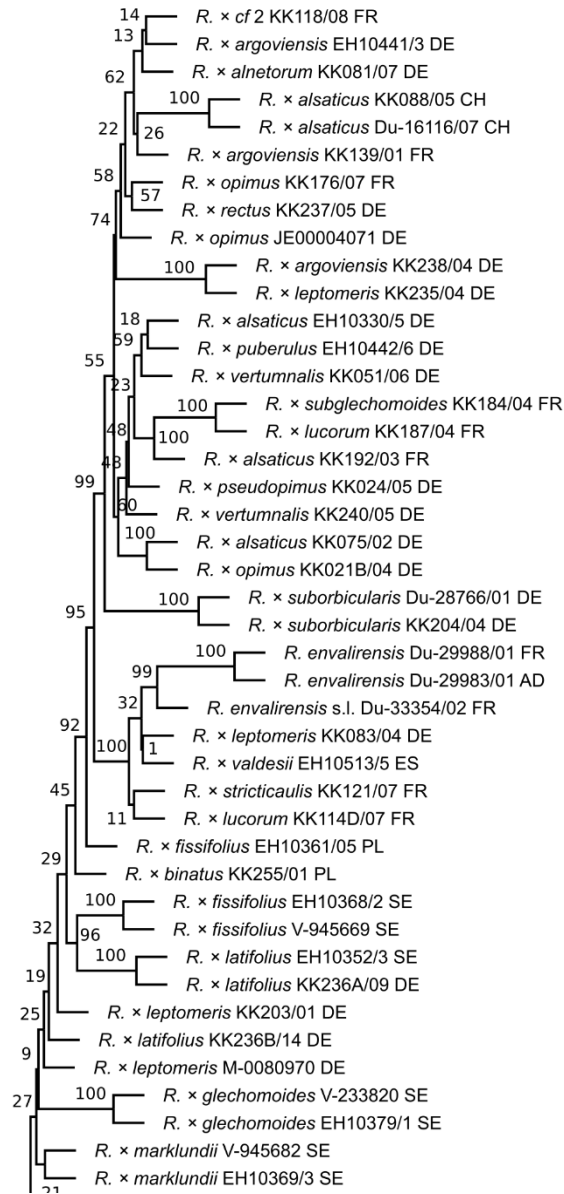 14
R. × cf 2 KK118/08 FR
13
R. × argoviensis EH10441/3 DE
R. × alnetorum KK081/07 DE
62
100
R. × alsaticus KK088/05 CH
22
26
R. × alsaticus Du-16116/07 CH
R. × argoviensis KK139/01 FR
58
R. × opimus KK176/07 FR
57
R. × rectus KK237/05 DE
74
R. × opimus JE00004071 DE
100
R. × argoviensis KK238/04 DE
R. × leptomeris KK235/04 DE
18
R. × alsaticus EH10330/5 DE
59
R. × puberulus EH10442/6 DE
55
R. × vertumnalis KK051/06 DE
23
100
R. × subglechomoides KK184/04 FR
48
100
R. × lucorum KK187/04 FR
48
R. × alsaticus KK192/03 FR
99
R. × pseudopimus KK024/05 DE
60
R. × vertumnalis KK240/05 DE
100
R. × alsaticus KK075/02 DE
R. × opimus KK021B/04 DE
100
R. × suborbicularis Du-28766/01 DE
95
R. × suborbicularis KK204/04 DE
100
R. envalirensis Du-29988/01 FR
99
R. envalirensis Du-29983/01 AD
32
R. envalirensis s.l. Du-33354/02 FR
92
R. × leptomeris KK083/04 DE
100
1
R. × valdesii EH10513/5 ES
45
R. × stricticaulis KK121/07 FR
11
R. × lucorum KK114D/07 FR
R. × fissifolius EH10361/05 PL
29
R. × binatus KK255/01 PL
100
R. × fissifolius EH10368/2 SE
32
96
R. × fissifolius V-945669 SE
100
R. × latifolius EH10352/3 SE
19
R. × latifolius KK236A/09 DE
25
R. × leptomeris KK203/01 DE
R. × latifolius KK236B/14 DE
9
R. × leptomeris M-0080970 DE
100
R. × glechomoides V-233820 SE
27
R. × glechomoides EH10379/1 SE
R. × marklundii V-945682 SE
R. × marklundii EH10369/3 SE
21